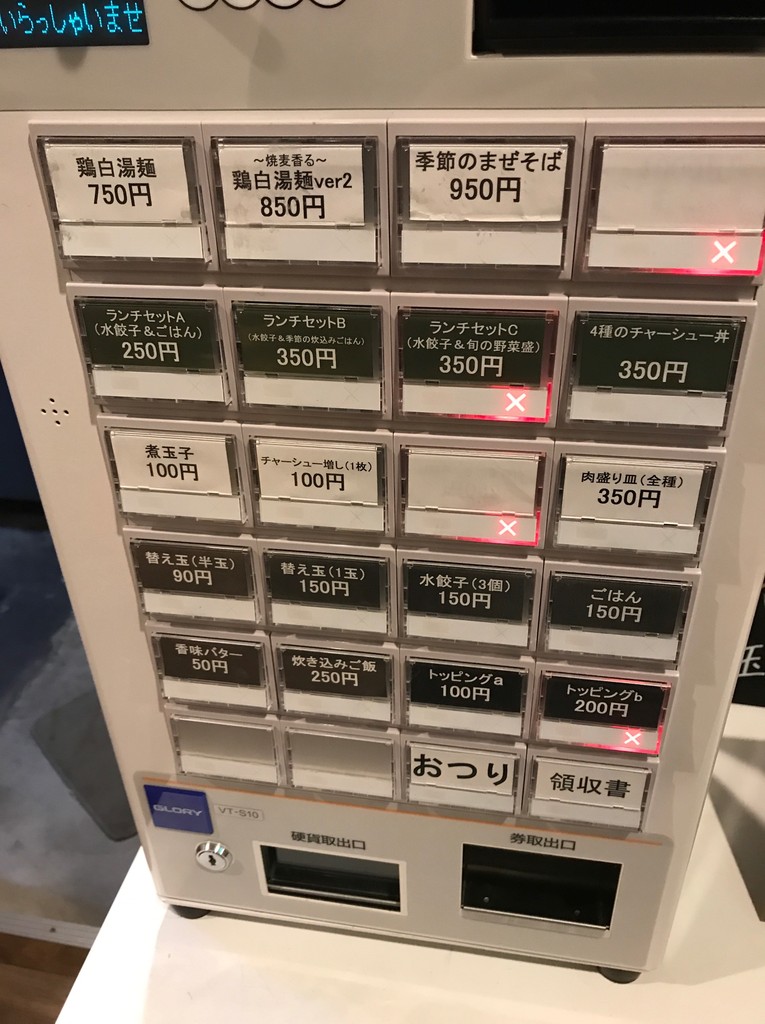 いらっしゃいませ
鶏白湯麺
750円
～焼麦香る～
鶏白湯麺ver2
850円
季節のまぜそば
950円
×
ランチセットA
(水餃子＆ごはん)
250円
ランチセットB
(水餃子＆季節の炊込みごはん)
350円
ランチセットC
(水餃子＆旬の野菜盛)
350円
×
4種のチャーシュー丼
350円
煮玉子
100円
チャーシュー増し(1枚)
100円
×
肉盛り皿(全種)
350円
替え玉(半玉)
90円
替え玉(1玉)
150円
水餃子(3個)
150円
ごはん
150円
香味バター
50円
炊き込みご飯
250円
トッピングa
100円
トッピングb
200円
×
おつり
領収書
GLORY
VT-S10
硬貨取出口
券取出口
玉